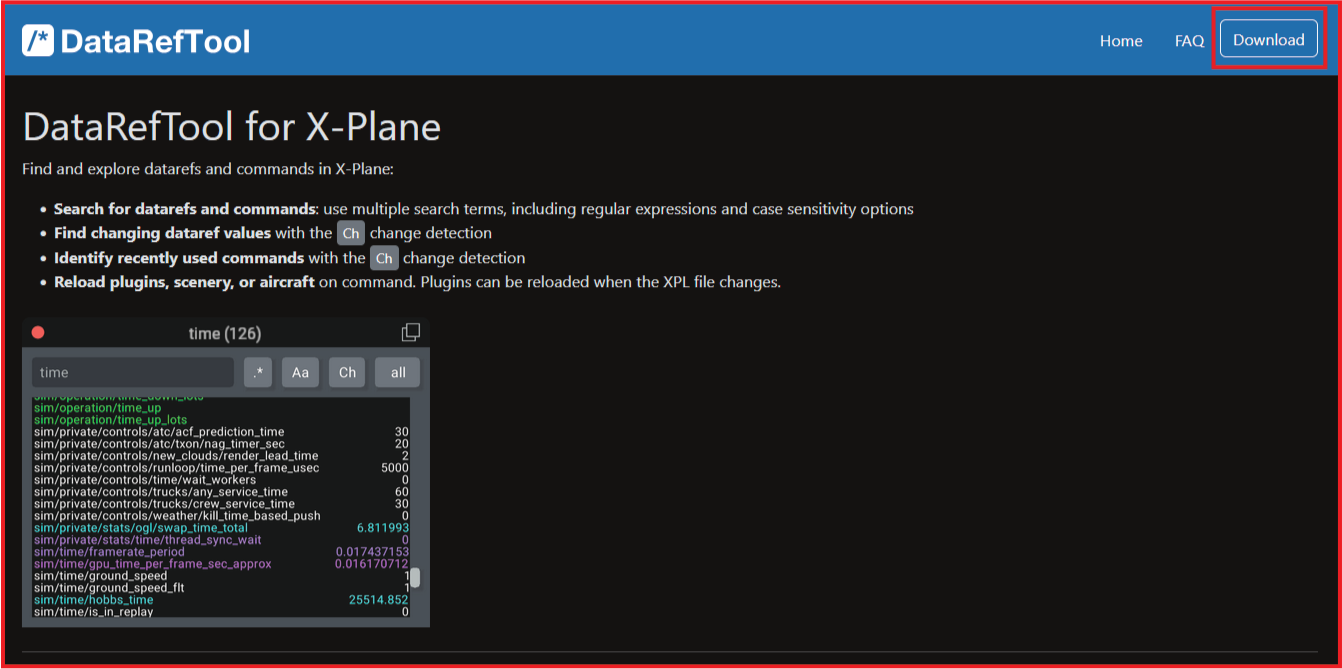 /* DataRefTool
Home FAQ Download
DataRefTool for X-Plane
Find and explore datarefs and commands in X-Plane:
• Search for datarefs and commands: use multiple search terms, including regular expressions and case sensitivity options
• Find changing dataref values with the Ch change detection
• Identify recently used commands with the Ch change detection
• Reload plugins, scenery, or aircraft on command. Plugins can be reloaded when the XPL file changes.
time (126)
time .* Aa Ch all
sim/operation/time_down_lots
sim/operation/time_up
sim/operation/time_up_lots
sim/private/controls/atc/acf_prediction_time 30
sim/private/controls/atc/txon/nag_timer_sec 20
sim/private/controls/new_clouds/render_lead_time 2
sim/private/controls/runloop/time_per_frame_usec 5000
sim/private/controls/time/wait_workers 0
sim/private/controls/trucks/any_service_time 60
sim/private/controls/trucks/crew_service_time 30
sim/private/controls/weather/kill_time_based_push 0
sim/private/stats/ogl/swap_time_total 6.811993
sim/private/stats/time/thread_sync_wait 0
sim/time/framerate_period 0.017437153
sim/time/gpu_time_per_frame_sec_approx 0.016170712
sim/time/ground_speed 1
sim/time/ground_speed_flt 1
sim/time/hobbs_time 25514.852
sim/time/is_in_replay 0